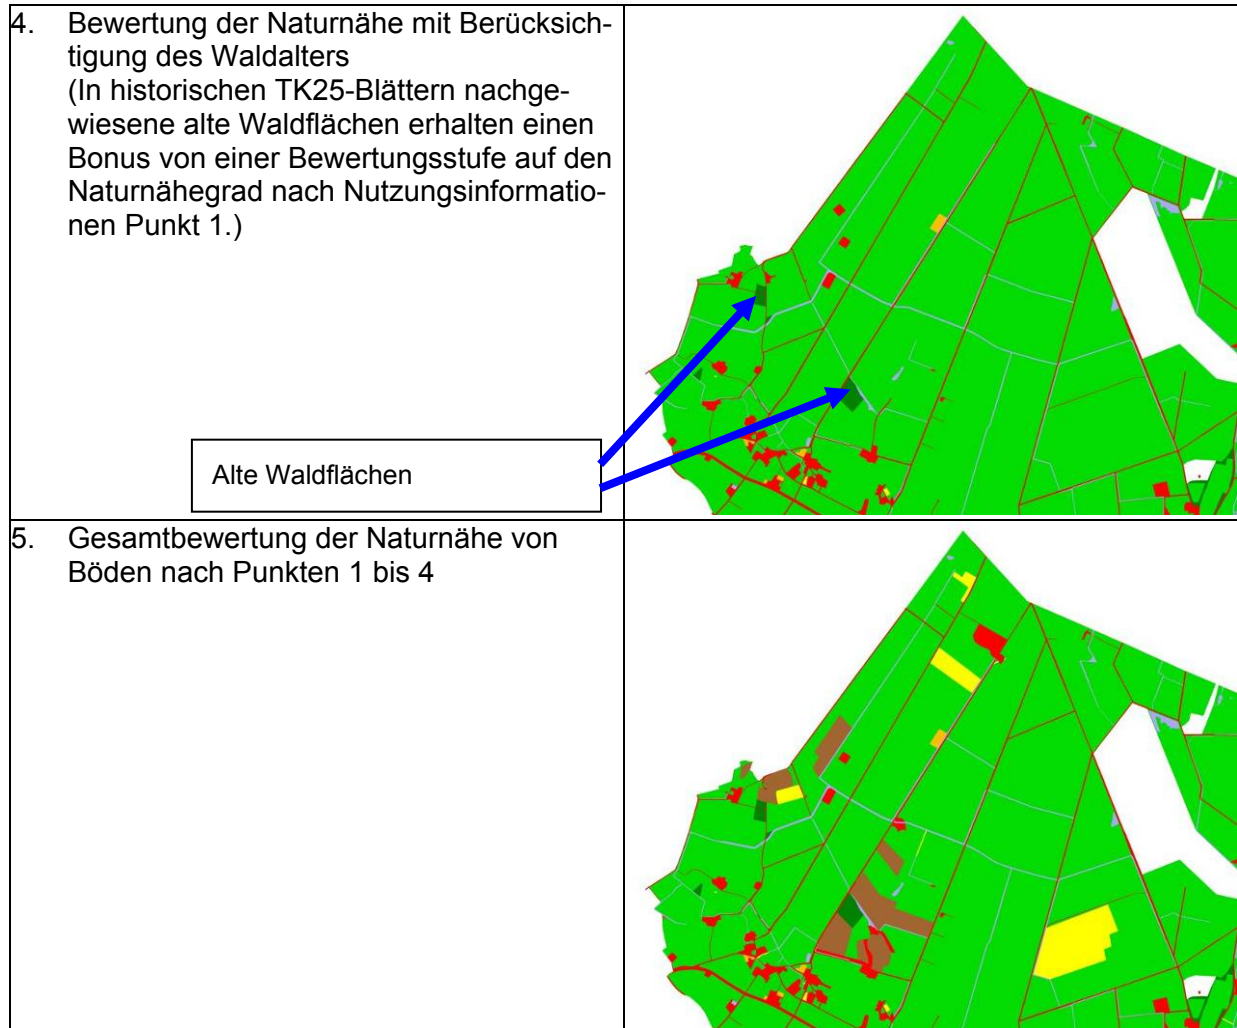 4. Bewertung der Naturnähe mit Berücksich-
tigung des Waldalters
(In historischen TK25-Blättern nachge-
wiesene alte Waldflächen erhalten einen
Bonus von einer Bewertungsstufe auf den
Naturnähegrad nach Nutzungsinformatio-
nen Punkt 1.)
Alte Waldflächen
5. Gesamtbewertung der Naturnähe von
Böden nach Punkten 1 bis 4